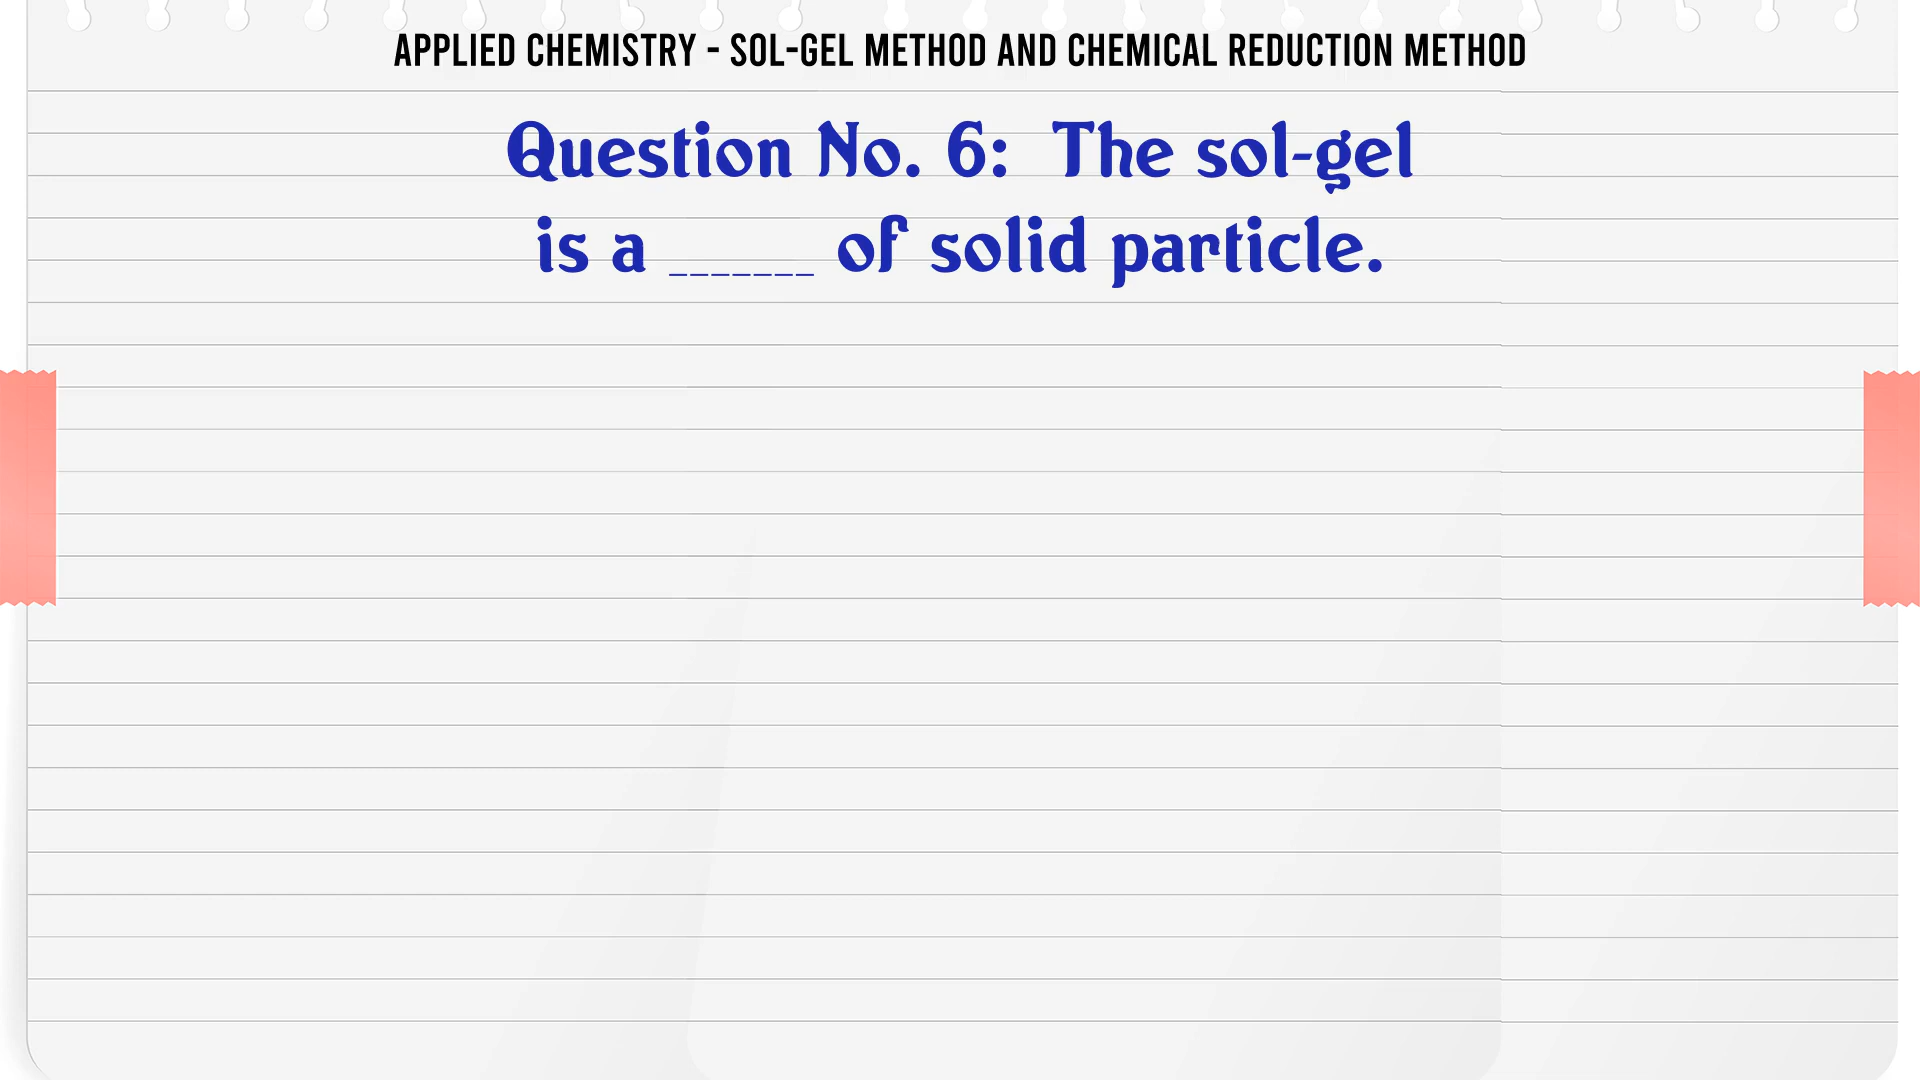 APPLIED CHEMISTRY - SOL-GEL METHOD AND CHEMICAL REDUCTION METHOD
Question No. 6:  The sol-gel
is a _______ of solid particle.